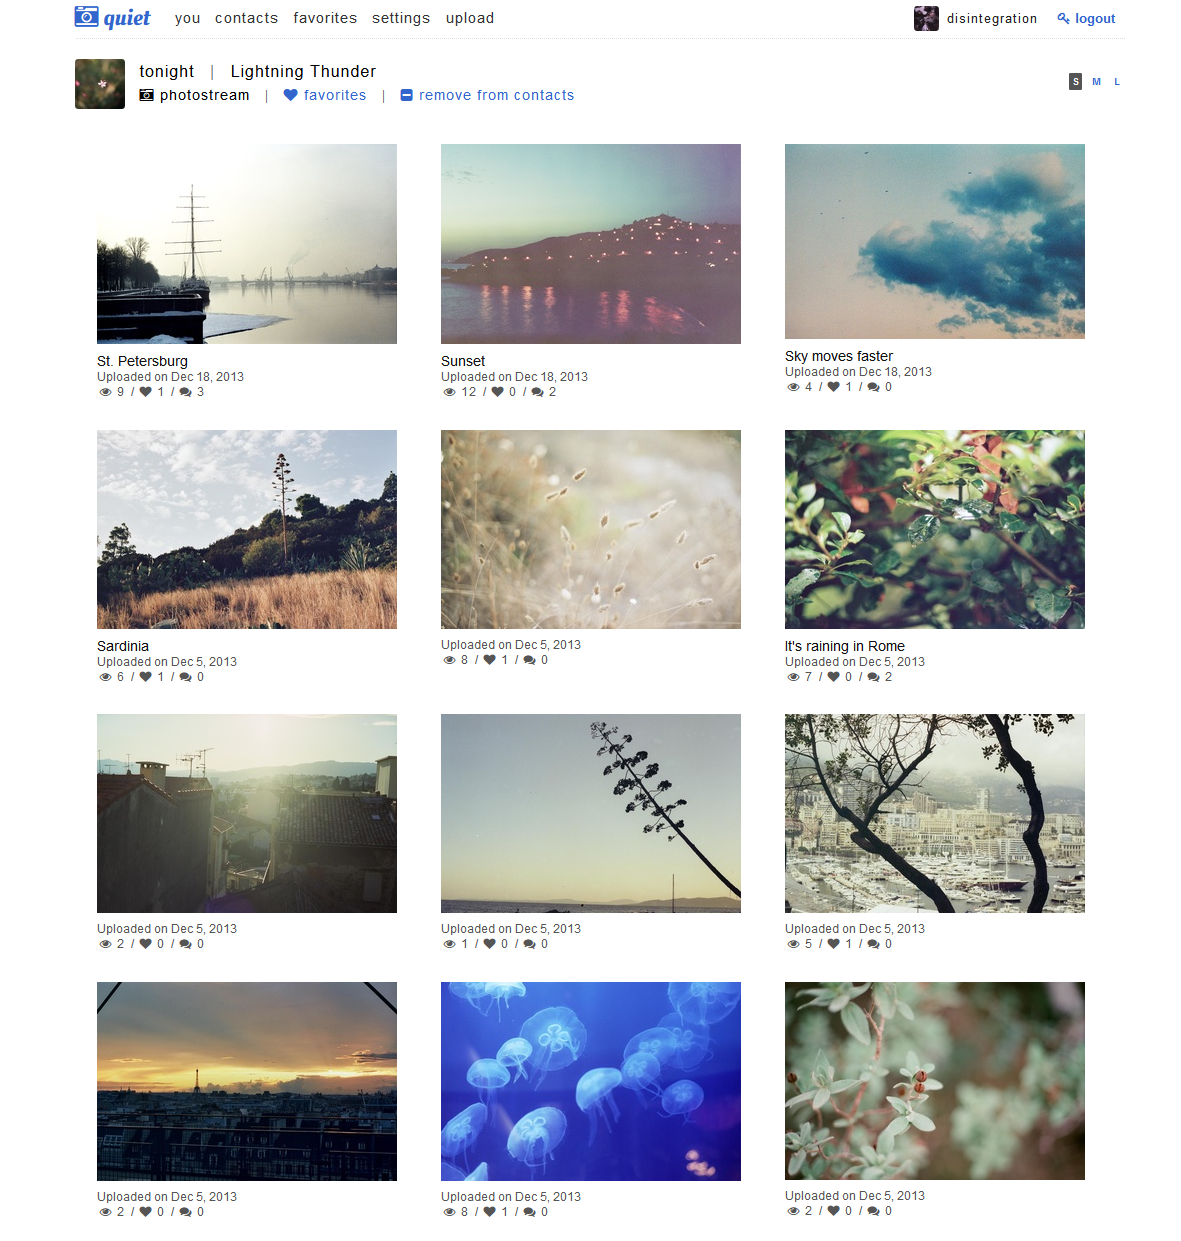 quiet you contacts favorites settings upload disintegration logout
tonight | Lightning Thunder
photostream | favorites | remove from contacts
S M L
St. Petersburg
Uploaded on Dec 18, 2013
9 / 1 / 3
Sunset
Uploaded on Dec 18, 2013
12 / 0 / 2
Sky moves faster
Uploaded on Dec 18, 2013
4 / 1 / 0
Sardinia
Uploaded on Dec 5, 2013
6 / 1 / 0
Uploaded on Dec 5, 2013
8 / 1 / 0
It's raining in Rome
Uploaded on Dec 5, 2013
7 / 0 / 2
Uploaded on Dec 5, 2013
2 / 0 / 0
Uploaded on Dec 5, 2013
1 / 0 / 0
Uploaded on Dec 5, 2013
5 / 1 / 0
Uploaded on Dec 5, 2013
2 / 0 / 0
Uploaded on Dec 5, 2013
8 / 1 / 0
Uploaded on Dec 5, 2013
2 / 0 / 0